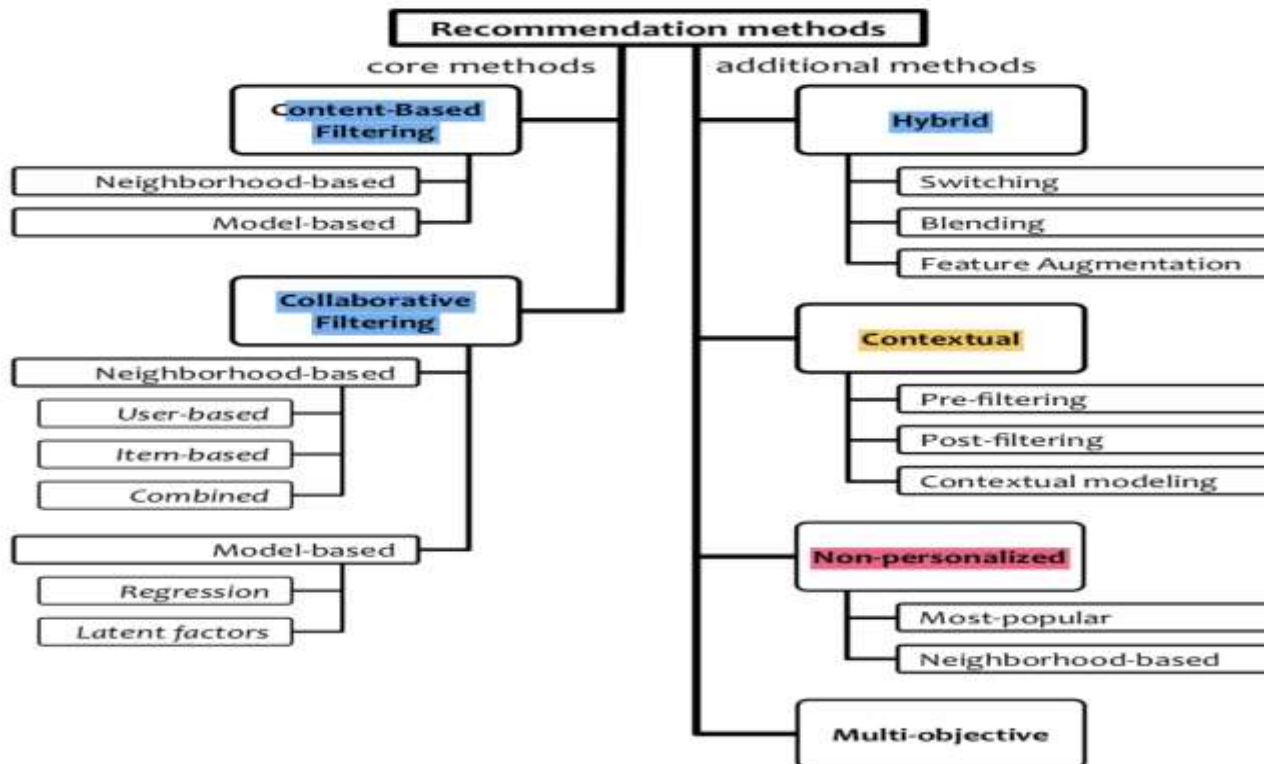 Recommendation methods
core methods
Content-Based
Filtering
Neighborhood-based
Model-based
Collaborative
Filtering
Neighborhood-based
User-based
Item-based
Combined
Model-based
Regression
Latent factors
additional methods
Hybrid
Switching
Blending
Feature Augmentation
Contextual
Pre-filtering
Post-filtering
Contextual modeling
Non-personalized
Most-popular
Neighborhood-based
Multi-objective